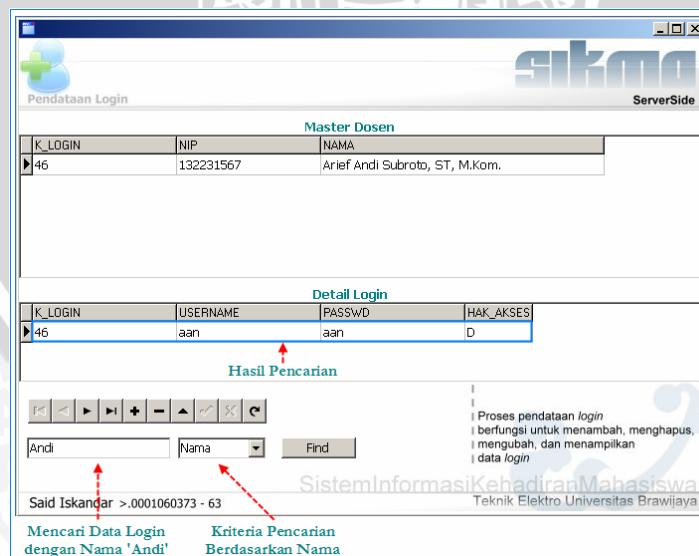 sikma
Pendataan Login
ServerSide
Master Dosen
K_LOGIN NIP NAMA
46 132231567 Arief Andi Subroto, ST, M.Kom.
Detail Login
K_LOGIN USERNAME PASSWD HAK_AKSES
46 aan aan D
Hasil Pencarian
Proses pendataan login
berfungsi untuk menambah, menghapus,
mengubah, dan menampilkan
data login
Andi Nama Find
SistemInformasiKehadiranMahasiswa
Said Iskandar >.0001060373 - 63
Teknik Elektro Universitas Brawijaya
Mencari Data Login
dengan Nama 'Andi'
Kriteria Pencarian
Berdasarkan Nama